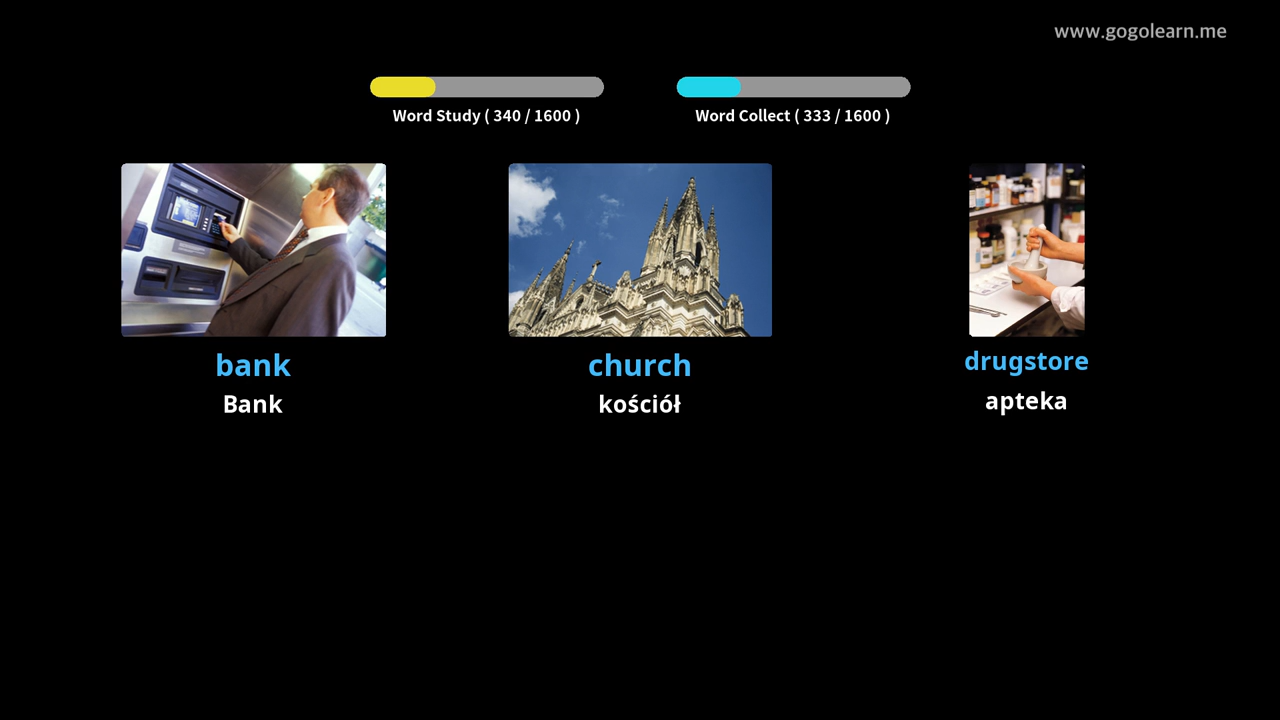 www.gogolearn.me
Word Study ( 340 / 1600 )
Word Collect ( 333 / 1600 )
bank
Bank
church
kościół
drugstore
apteka